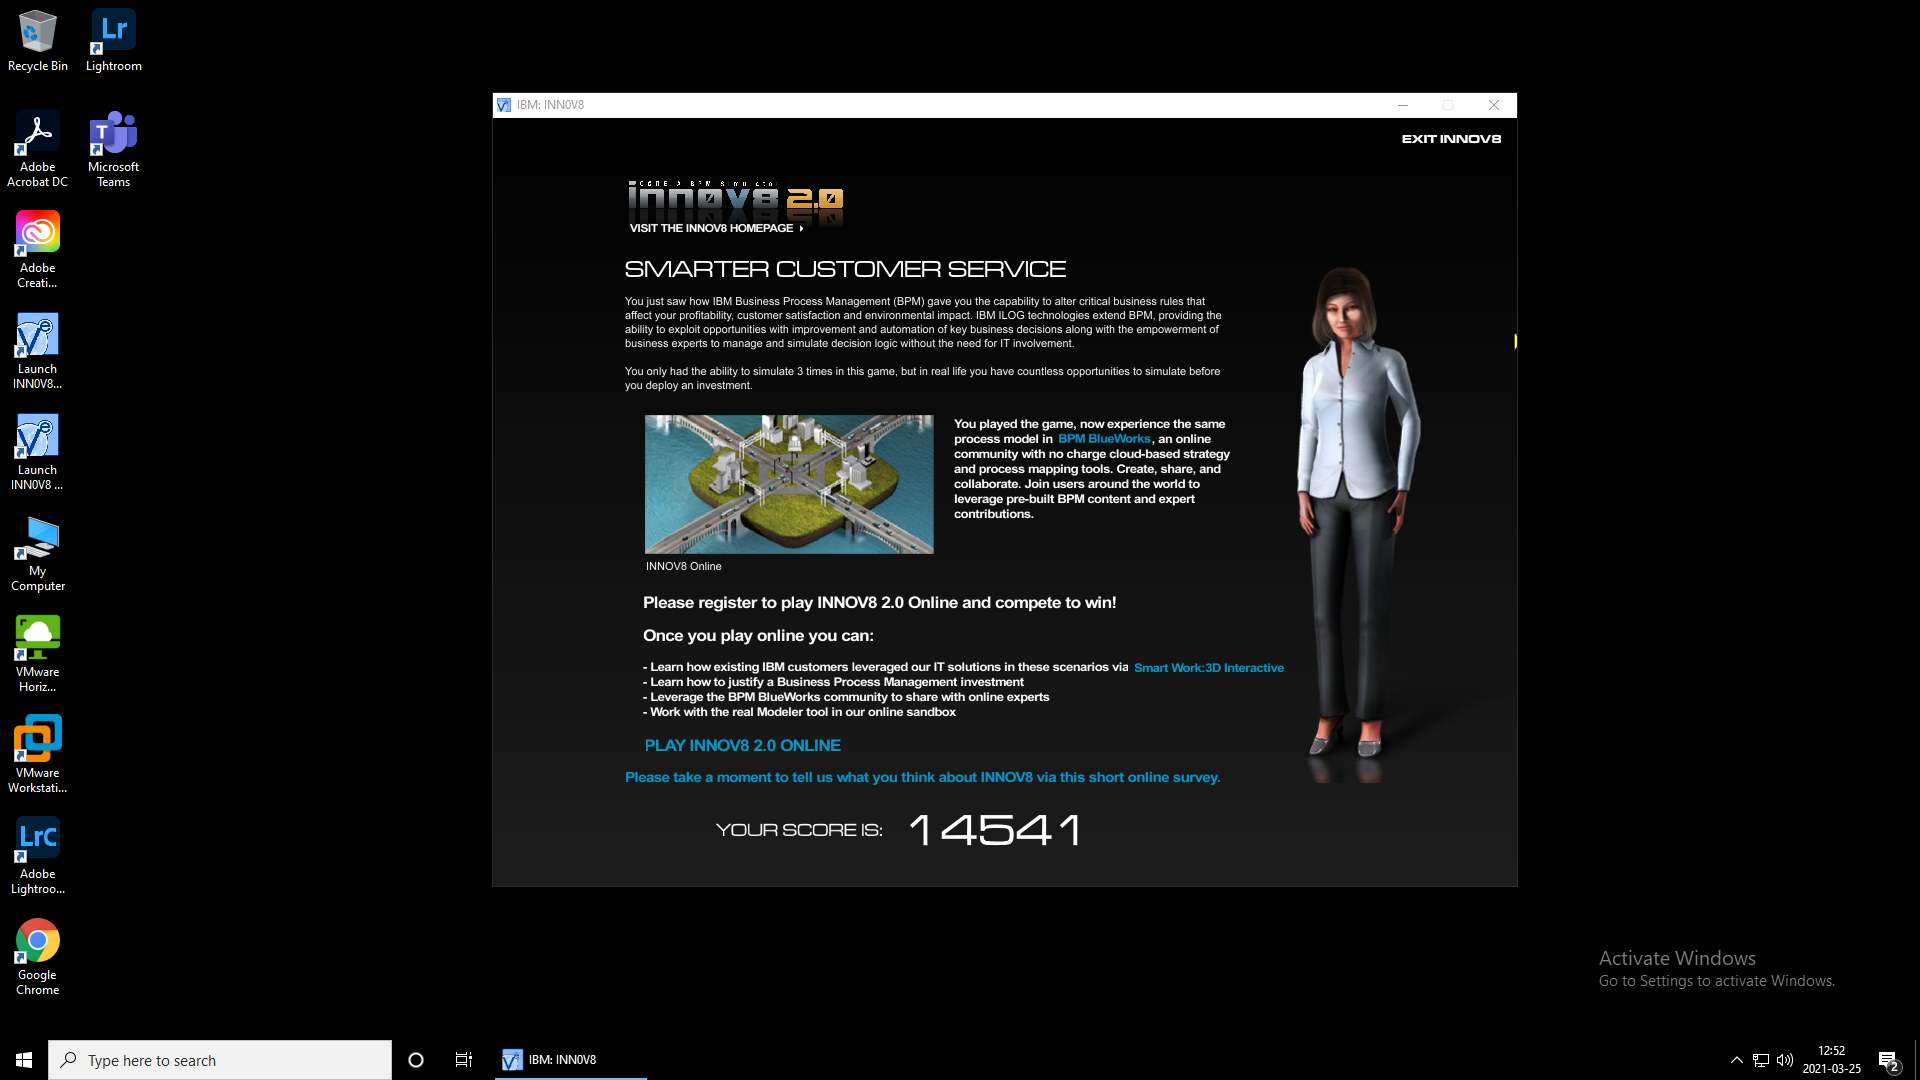 Recycle Bin
Lightroom
Adobe
Acrobat DC
Microsoft
Teams
Adobe
Creati...
Launch
INN0V8...
Launch
INN0V8 ...
My
Computer
VMware
Horiz...
VMware
Workstati...
LrC
Adobe
Lightroo...
Google
Chrome
Lr
T
IBM: INN0V8
EXIT INNOV8
innov8 2.0
VISIT THE INNOV8 HOMEPAGE
SMARTER CUSTOMER SERVICE
You just saw how IBM Business Process Management (BPM) gave you the capability to alter critical business rules that
affect your profitability, customer satisfaction and environmental impact. IBM ILOG technologies extend BPM, providing the
ability to exploit opportunities with improvement and automation of key business decisions along with the empowerment of
business experts to manage and simulate decision logic without the need for IT involvement.
You only had the ability to simulate 3 times in this game, but in real life you have countless opportunities to simulate before
you deploy an investment.
You played the game, now experience the same
process model in BPM BlueWorks, an online
community with no charge cloud-based strategy
and process mapping tools. Create, share, and
collaborate. Join users around the world to
leverage pre-built BPM content and expert
contributions.
INNOV8 Online
Please register to play INNOV8 2.0 Online and compete to win!
Once you play online you can:
- Learn how existing IBM customers leveraged our IT solutions in these scenarios via Smart Work:3D Interactive
- Learn how to justify a Business Process Management investment
- Leverage the BPM BlueWorks community to share with online experts
- Work with the real Modeler tool in our online sandbox
PLAY INNOV8 2.0 ONLINE
Please take a moment to tell us what you think about INNOV8 via this short online survey.
YOUR SCORE IS: 14541
Activate Windows
Go to Settings to activate Windows.
Type here to search
IBM: INN0V8
12:52
2021-03-25
2